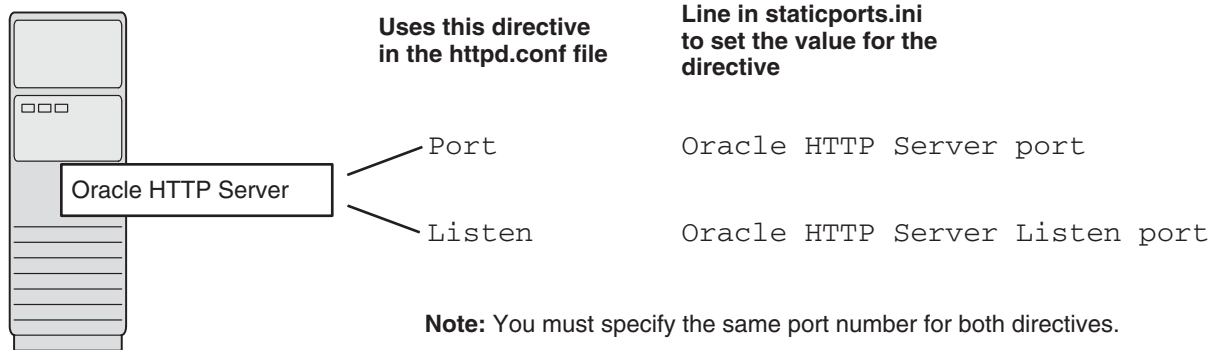 Uses this directive
in the httpd.conf file
Line in staticports.ini
to set the value for the
directive
Oracle HTTP Server
Port
Oracle HTTP Server port
Listen
Oracle HTTP Server Listen port
Note: You must specify the same port number for both directives.